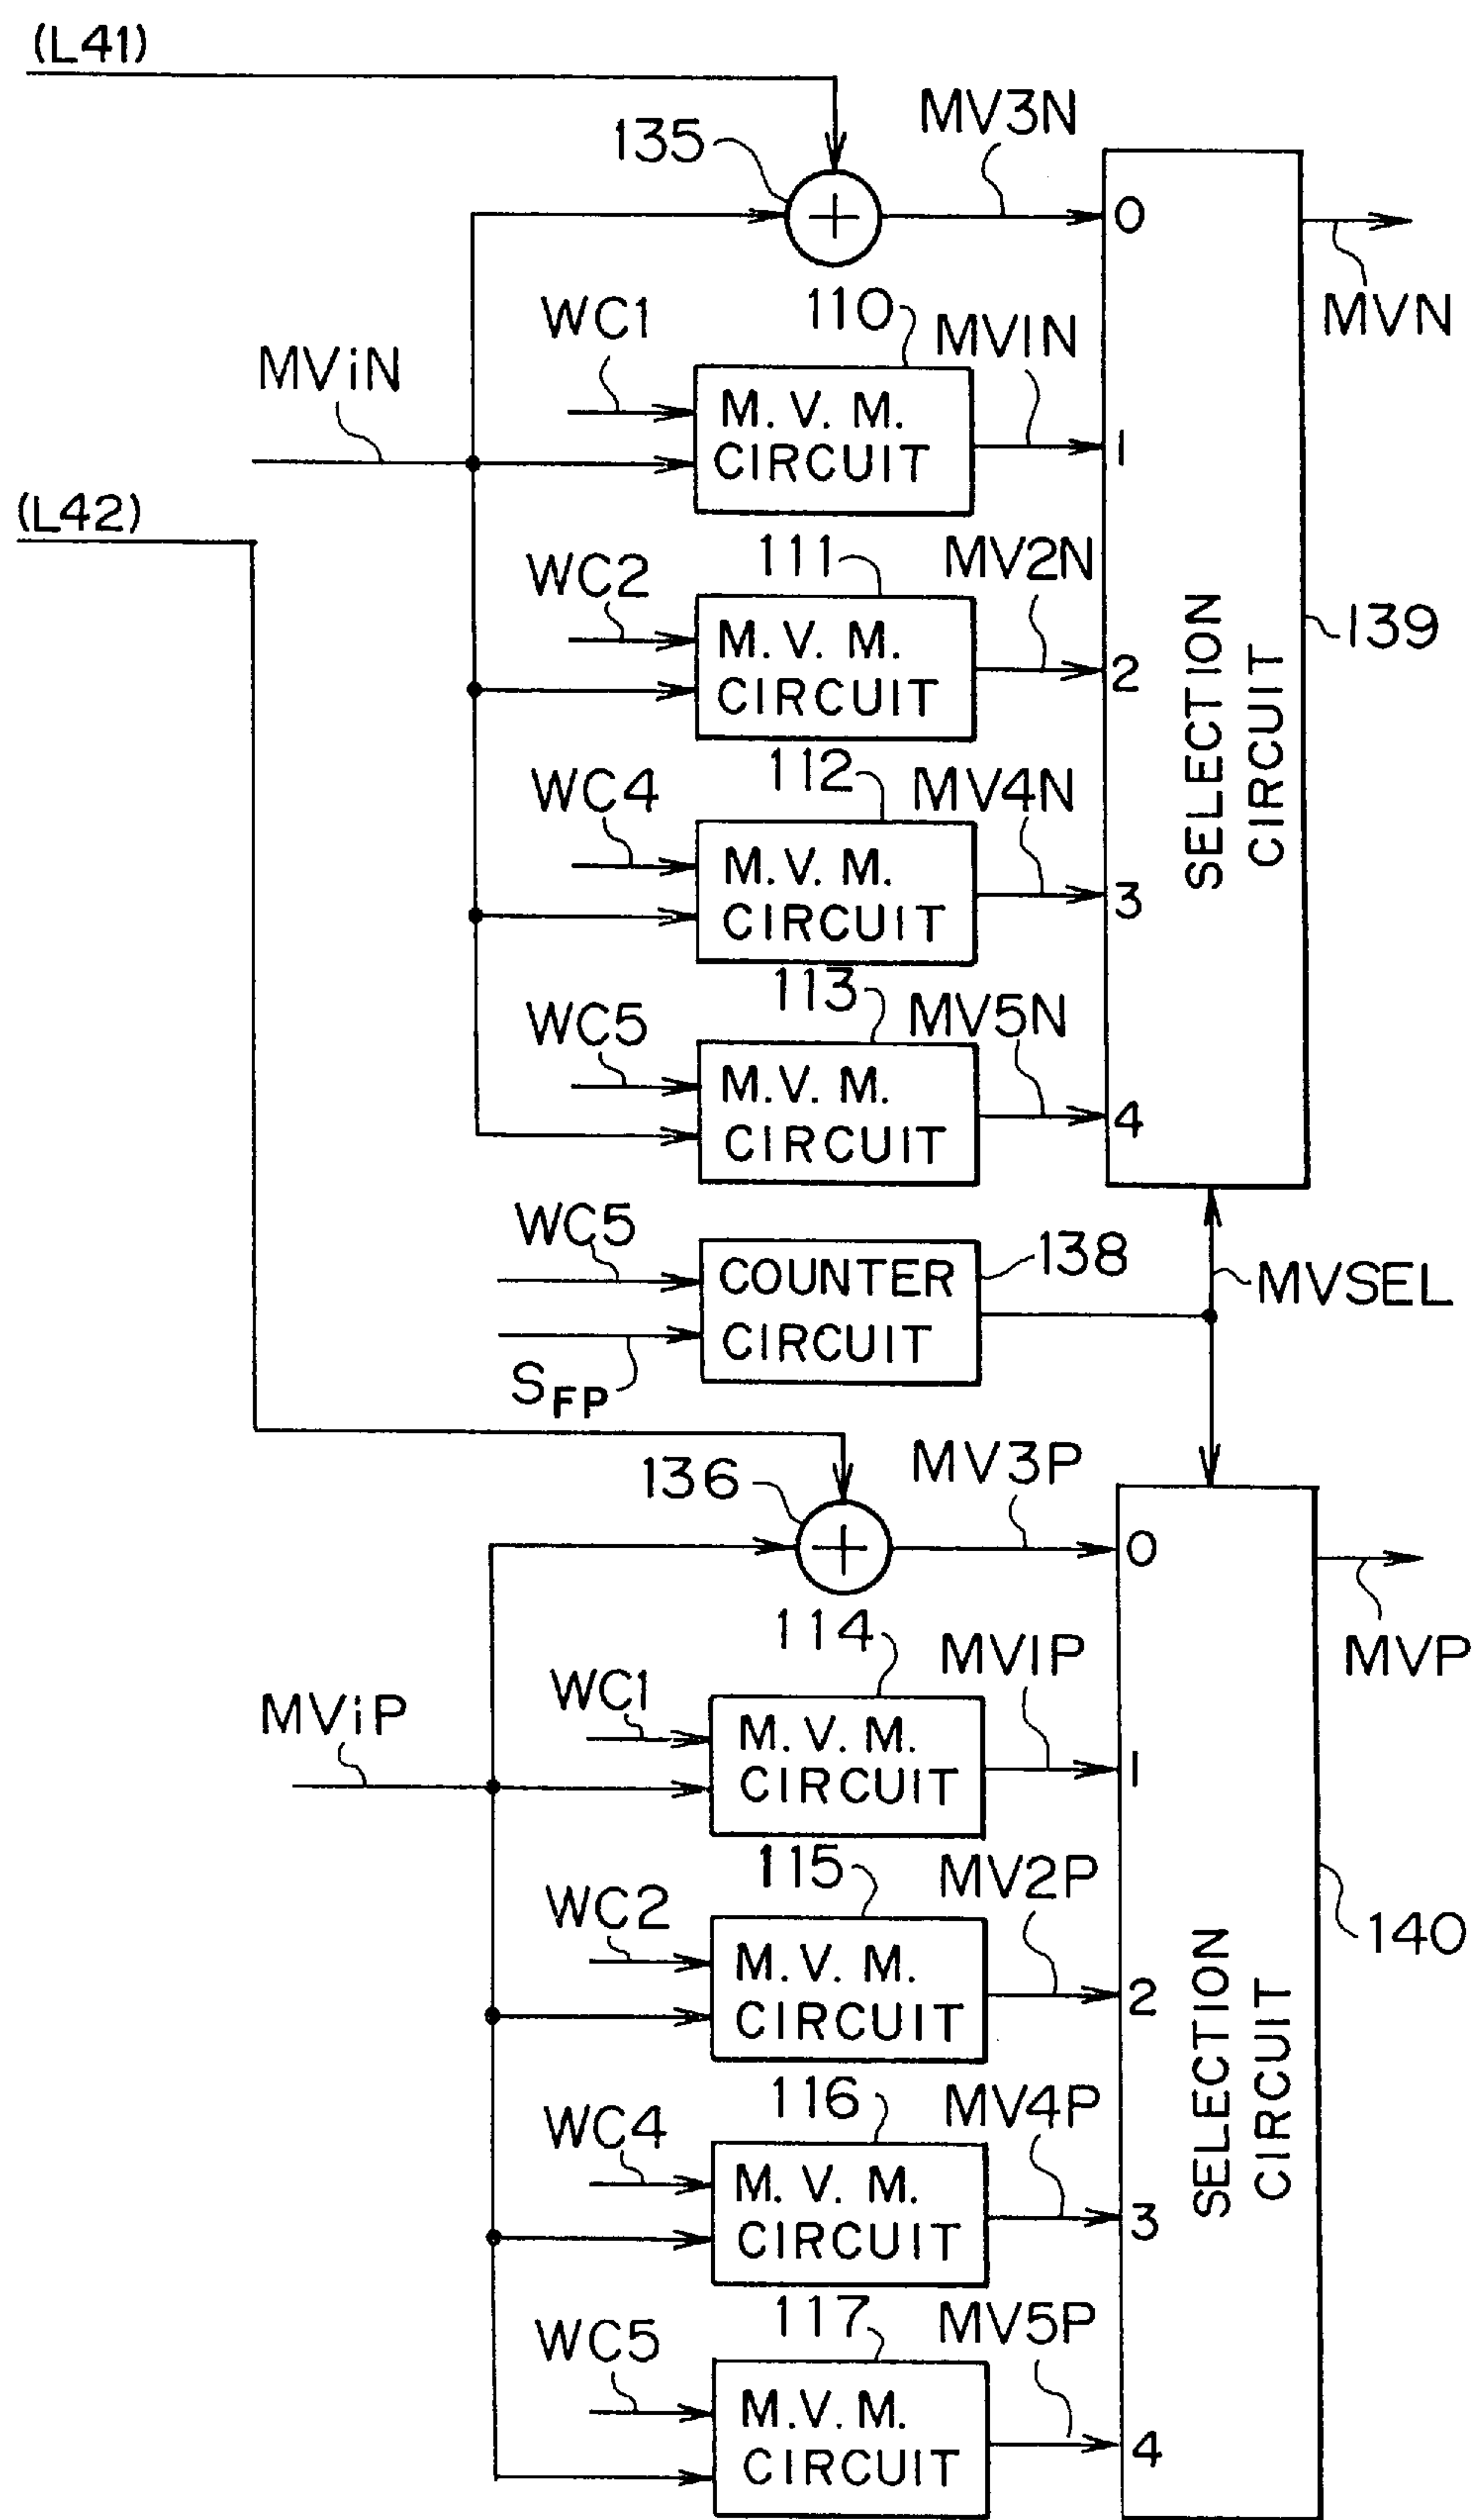 (L41)
135
MV3N
0
MVN
WC1
110
MV1N
MViN
M. V. M.
CIRCUIT
1
(L42)
WC2
111
MV2N
M. V. M.
CIRCUIT
2
SELECTION
CIRCUIT
139
WC4
112
MV4N
M. V. M.
CIRCUIT
3
WC5
113
MV5N
M. V. M.
CIRCUIT
4
WC5
COUNTER
CIRCUIT
138
MVSEL
SFP
136
MV3P
0
MVP
114
MV1P
WC1
MViP
M. V. M.
CIRCUIT
1
115
MV2P
WC2
M. V. M.
CIRCUIT
2
SELECTION
CIRCUIT
140
116
MV4P
WC4
M. V. M.
CIRCUIT
3
117
MV5P
WC5
M. V. M.
CIRCUIT
4